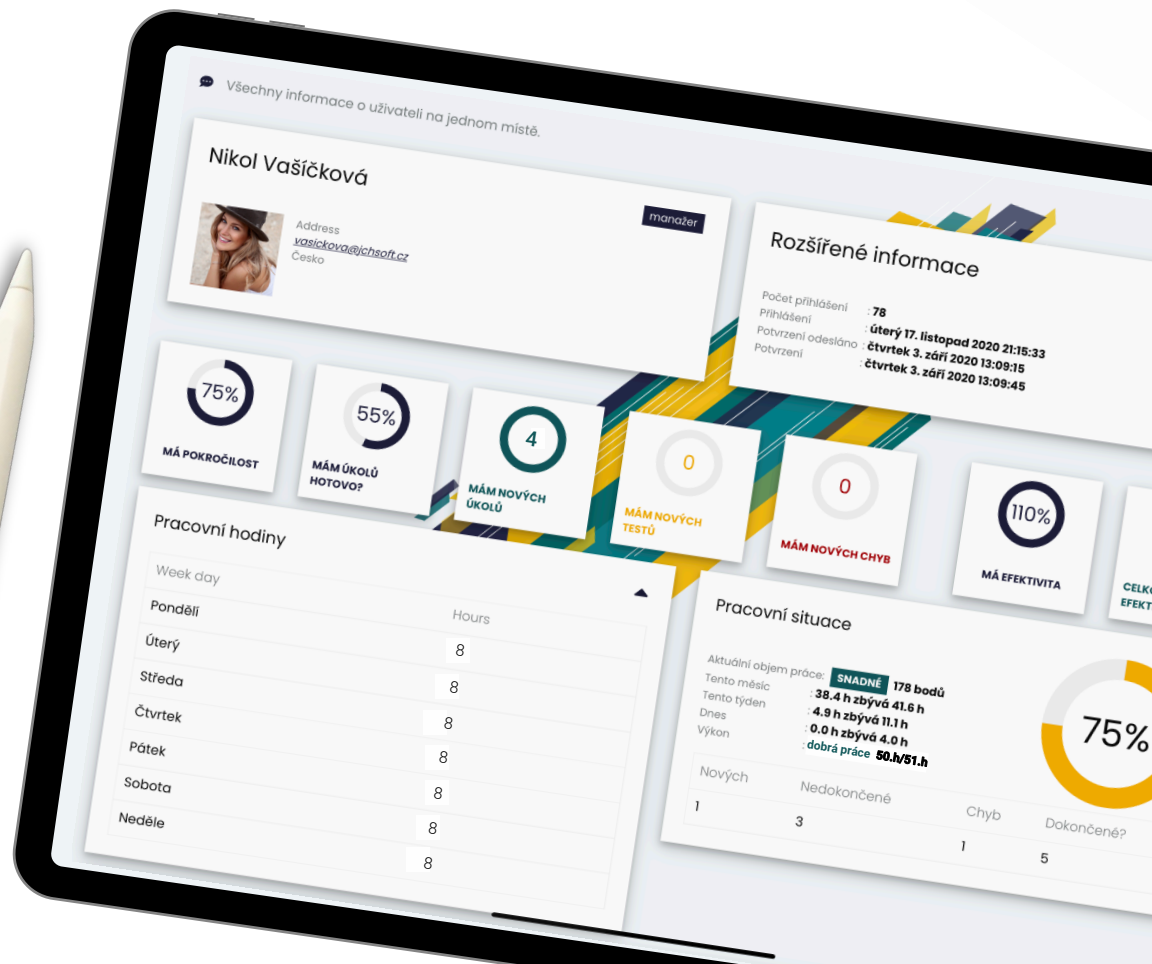 Všechny informace o uživateli na jednom místě.
Nikol Vašíčková
manažer
Address
vasickova@jchsoft.cz
Česko
Rozšířené informace
Počet přihlášení : 78
Přihlášení : úterý 17. listopad 2020 21:15:33
Potvrzení odesláno : čtvrtek 3. září 2020 13:09:15
Potvrzení : čtvrtek 3. září 2020 13:09:45
75%
MÁ POKROČILOST
55%
MÁM ÚKOLŮ
HOTOVO?
4
MÁM NOVÝCH
ÚKOLŮ
0
MÁM NOVÝCH
TESTŮ
0
MÁM NOVÝCH CHYB
110%
MÁ EFEKTIVITA
Pracovní hodiny
Week day Hours
Pondělí 8
Úterý 8
Středa 8
Čtvrtek 8
Pátek 8
Sobota 8
Neděle 8
Pracovní situace
Aktuální objem práce: SNADNÉ 178 bodů
Tento měsíc : 38.4 h zbývá 41.6 h
Tento týden : 4.9 h zbývá 11.1 h
Dnes : 0.0 h zbývá 4.0 h
Výkon : dobrá práce 50.h/51.h
75%
Nových Nedokončené Chyb Dokončené?
1 3 1 5